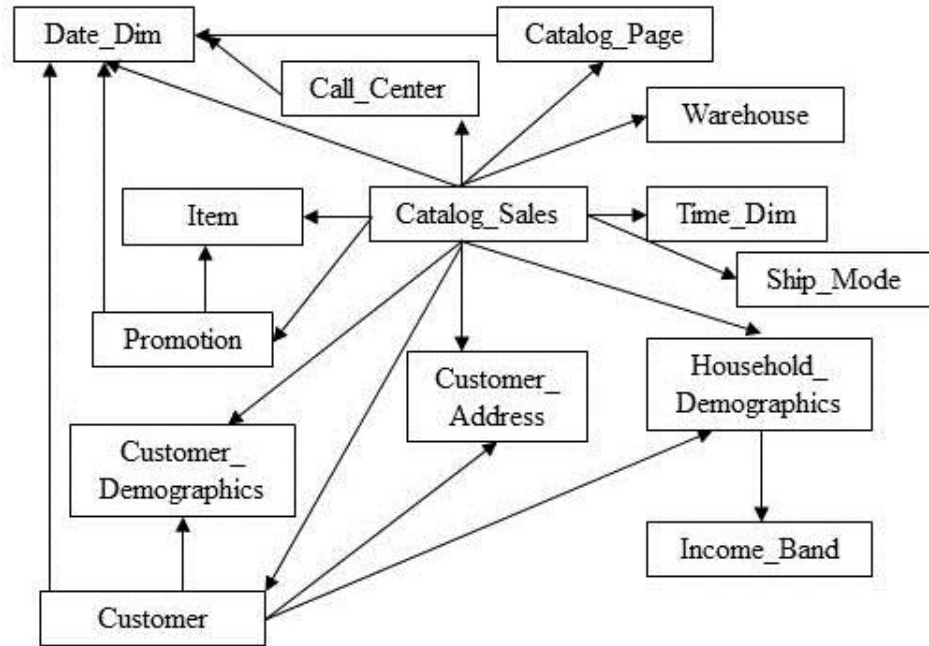 Date_Dim
Catalog_Page
Call_Center
Warehouse
Item
Catalog_Sales
Time_Dim
Ship_Mode
Promotion
Customer_
Address
Household_
Demographics
Customer_
Demographics
Income_Band
Customer